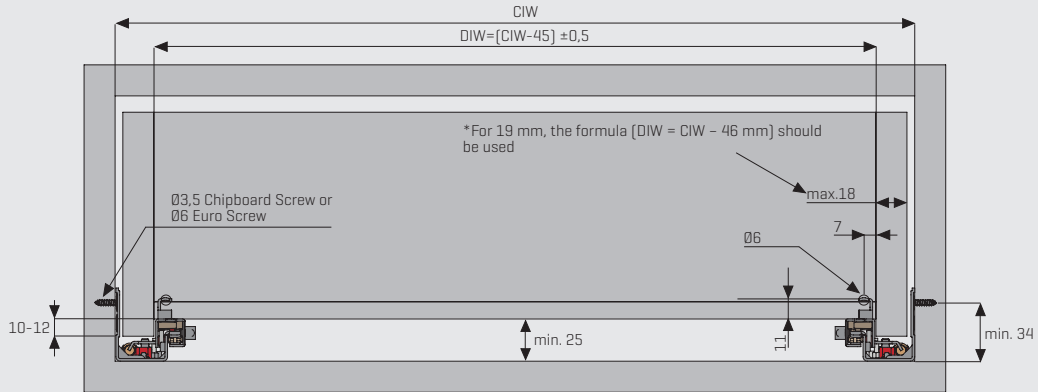 CIW
DIW=(CIW-45) ±0,5
*For 19 mm, the formula (DIW = CIW – 46 mm) should
be used
max.18
Ø3,5 Chipboard Screw or
Ø6 Euro Screw
7
Ø6
10-12
min. 25
11
min. 34